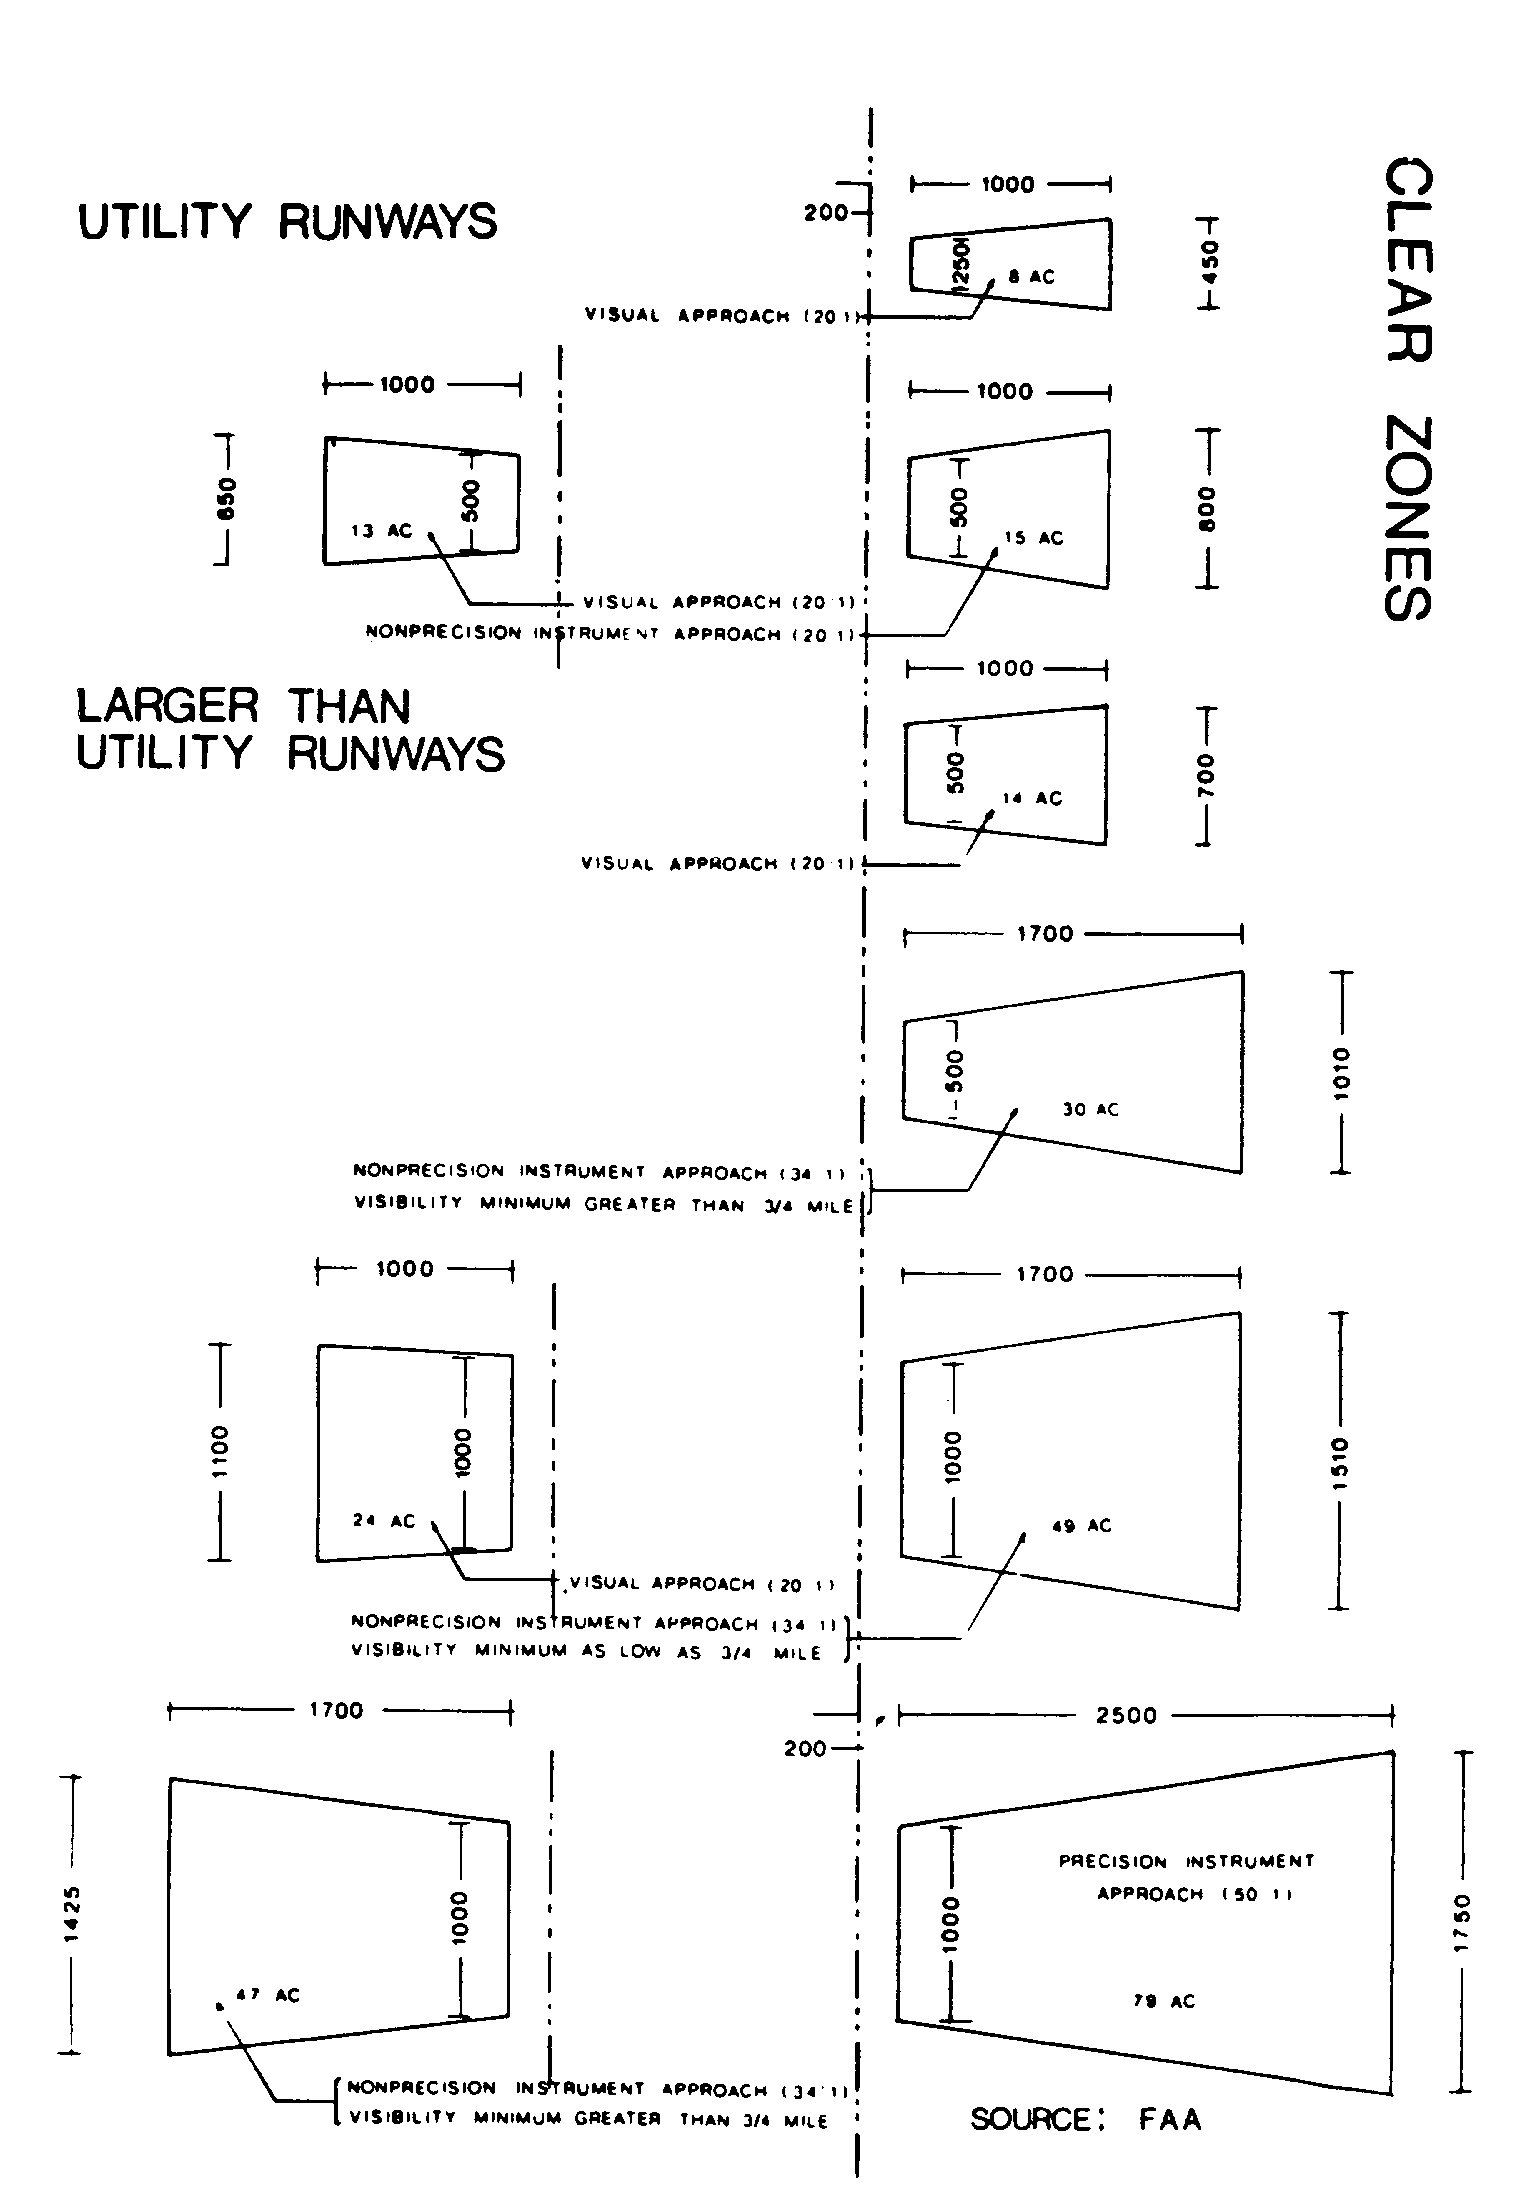 CLEAR ZONES
UTILITY RUNWAYS
1000
200
450
250
8 AC
VISUAL APPROACH (20 1)
1000
1000
650
500
13 AC
500
15 AC
800
VISUAL APPROACH (20 1)
NONPRECISION INSTRUMENT APPROACH (20 1)
LARGER THAN
UTILITY RUNWAYS
1000
500
14 AC
700
VISUAL APPROACH (20 1)
1700
500
30 AC
1010
NONPRECISION INSTRUMENT APPROACH (34 1)
VISIBILITY MINIMUM GREATER THAN 3/4 MILE
1000
1700
1100
1000
24 AC
1000
49 AC
1510
VISUAL APPROACH (20 1)
NONPRECISION INSTRUMENT APPROACH (34 1)
VISIBILITY MINIMUM AS LOW AS 3/4 MILE
1700
2500
200
1425
1000
47 AC
1000
PRECISION INSTRUMENT
APPROACH (50 1)
79 AC
1750
NONPRECISION INSTRUMENT APPROACH (34 1)
VISIBILITY MINIMUM GREATER THAN 3/4 MILE
SOURCE: FAA